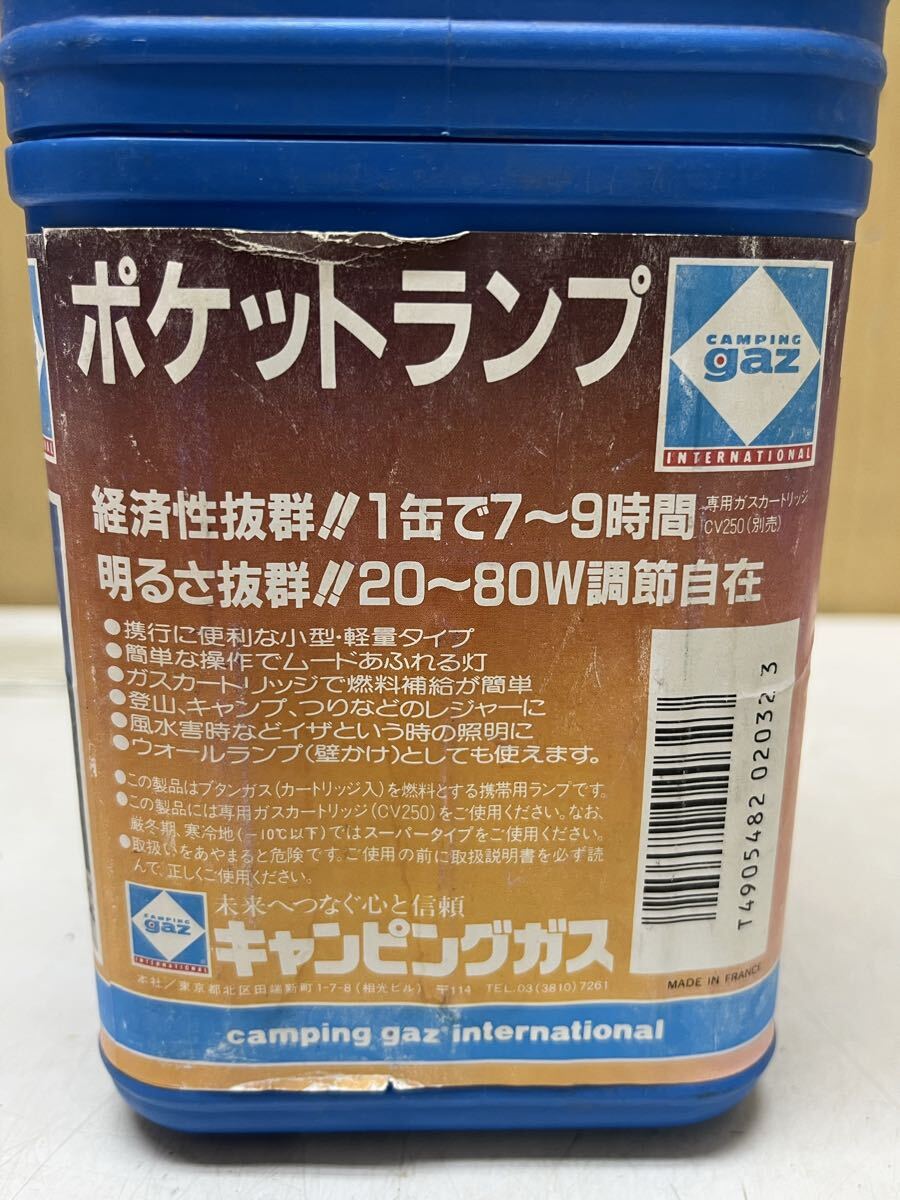 ポケットランプ
CAMPING
gaz
INTERNATIONAL
経済性抜群!!1缶で7〜9時間
専用ガスカートリッジ
CV250(別売)
明るさ抜群!!20〜80W調節自在
●携行に便利な小型・軽量タイプ
●簡単な操作でムードあふれる灯
●ガスカートリッジで燃料補給が簡単
●登山、キャンプ、つりなどのレジャーに
●風水害時などイザという時の照明に
●ウォールランプ(壁かけ)としても使えます。
●この製品はブタンガス(カートリッジ入)を燃料とする携帯用ランプです。
●この製品には専用ガスカートリッジ(CV250)をご使用ください。なお、
厳冬期、寒冷地(-10℃以下)ではスーパータイプをご使用ください。
●取扱いをあやまると危険です。ご使用の前に取扱説明書を必ず読
んで、正しくご使用ください。
T4905482 02032 3
CAMPING
gaz
INTERNATIONAL
未来へつなぐ心と信頼
キャンピングガス
本社/東京都北区田端新町1-7-8(相光ビル) 〒114 TEL.03(3810)7261
MADE IN FRANCE
camping gaz international